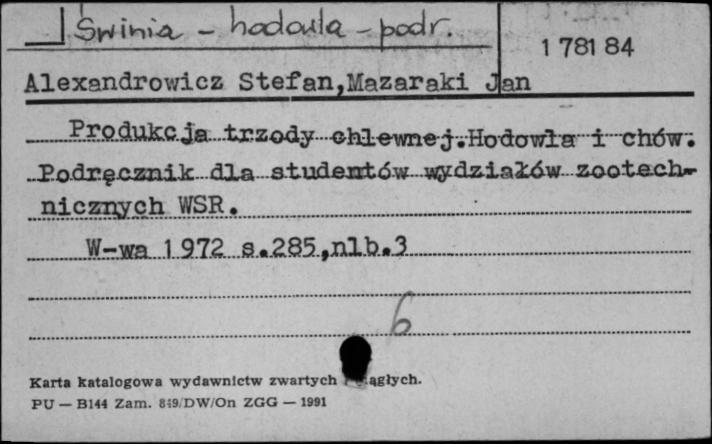 Świnia - hodowla - podr.
1 781 84
Alexandrowicz Stefan,Mazaraki Jan
Produkcja trzody chlewnej.Hodowla i chów.
Podręcznik dla studentów wydziałów zootech-
nicznych WSR.
W-wa 1972 s.285,nlb.3
6
Karta katalogowa wydawnictw zwartych i ciągłych.
PU — B144 Zam. 849/DW/On ZGG — 1991